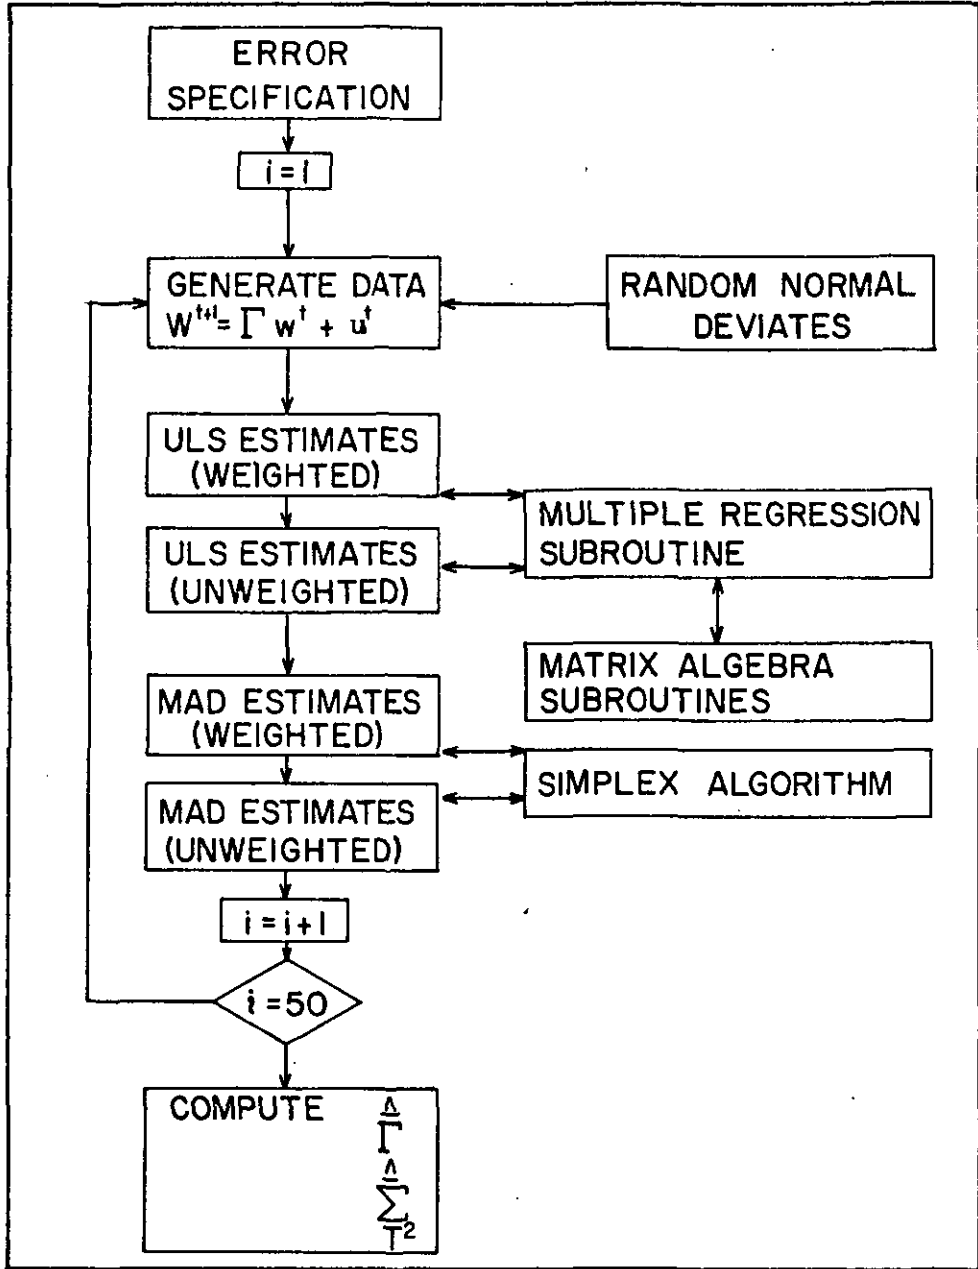 ERROR
SPECIFICATION
i = 1
GENERATE DATA
W^{t+1} = Γ w^t + u^t
RANDOM NORMAL
DEVIATES
ULS ESTIMATES
(WEIGHTED)
MULTIPLE REGRESSION
SUBROUTINE
ULS ESTIMATES
(UNWEIGHTED)
MATRIX ALGEBRA
SUBROUTINES
MAD ESTIMATES
(WEIGHTED)
SIMPLEX ALGORITHM
MAD ESTIMATES
(UNWEIGHTED)
i = i + 1
i = 50
COMPUTE Γ̂
Σ̂
T²